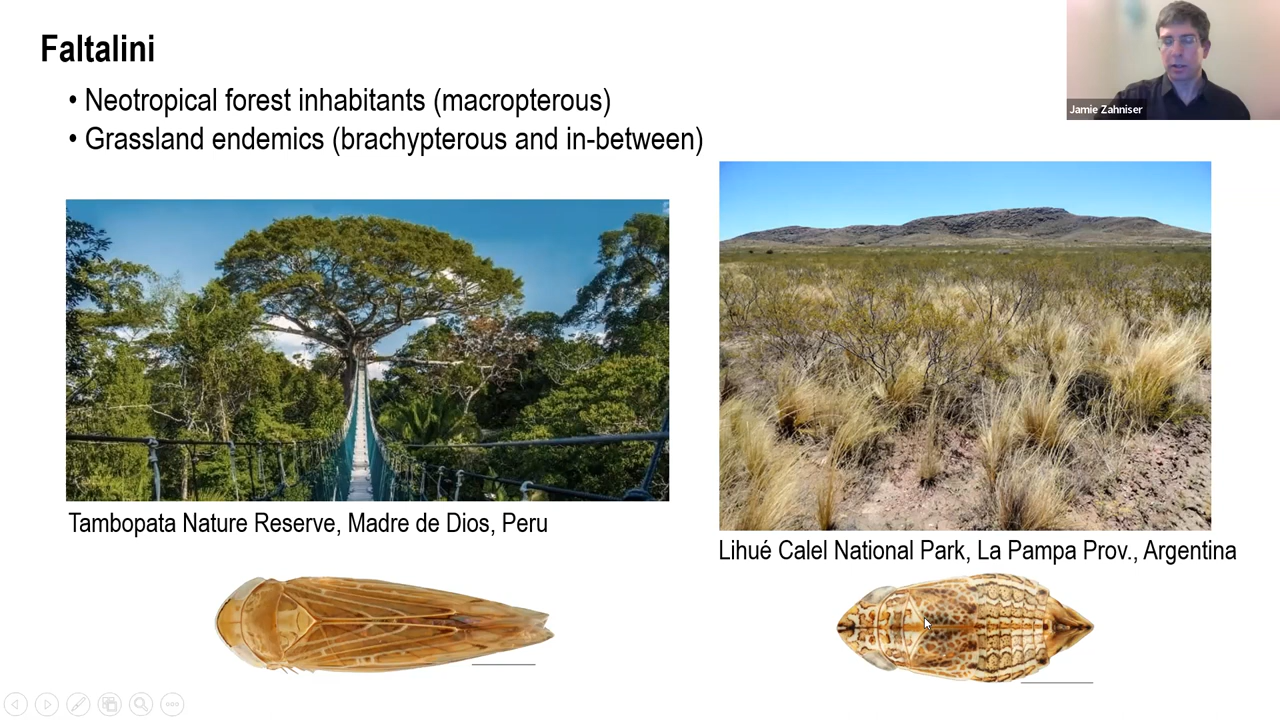 Faltalini
• Neotropical forest inhabitants (macropterous)
• Grassland endemics (brachypterous and in-between)
Jamie Zahniser
Tambopata Nature Reserve, Madre de Dios, Peru
Lihué Calel National Park, La Pampa Prov., Argentina